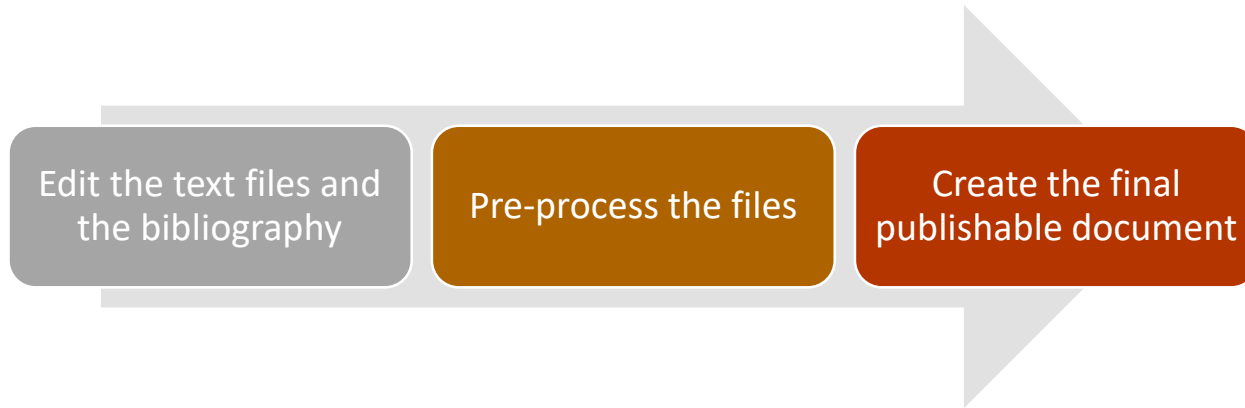 Edit the text files and
the bibliography
Pre-process the files
Create the final
publishable document